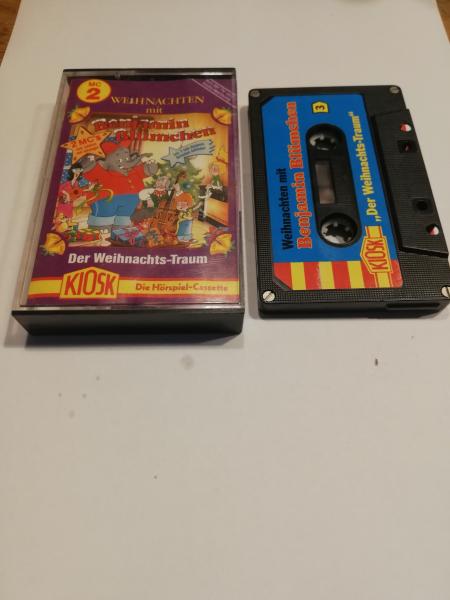 MC
2
WEIHNACHTEN
mit
Benjamin
Blümchen
2 MC's
Der Weihnachts-Traum
KIOSK
Die Hörspiel-Cassette
Weihnachten mit
Benjamin Blümchen
3
KIOSK
„Der Weihnachts-Traum"